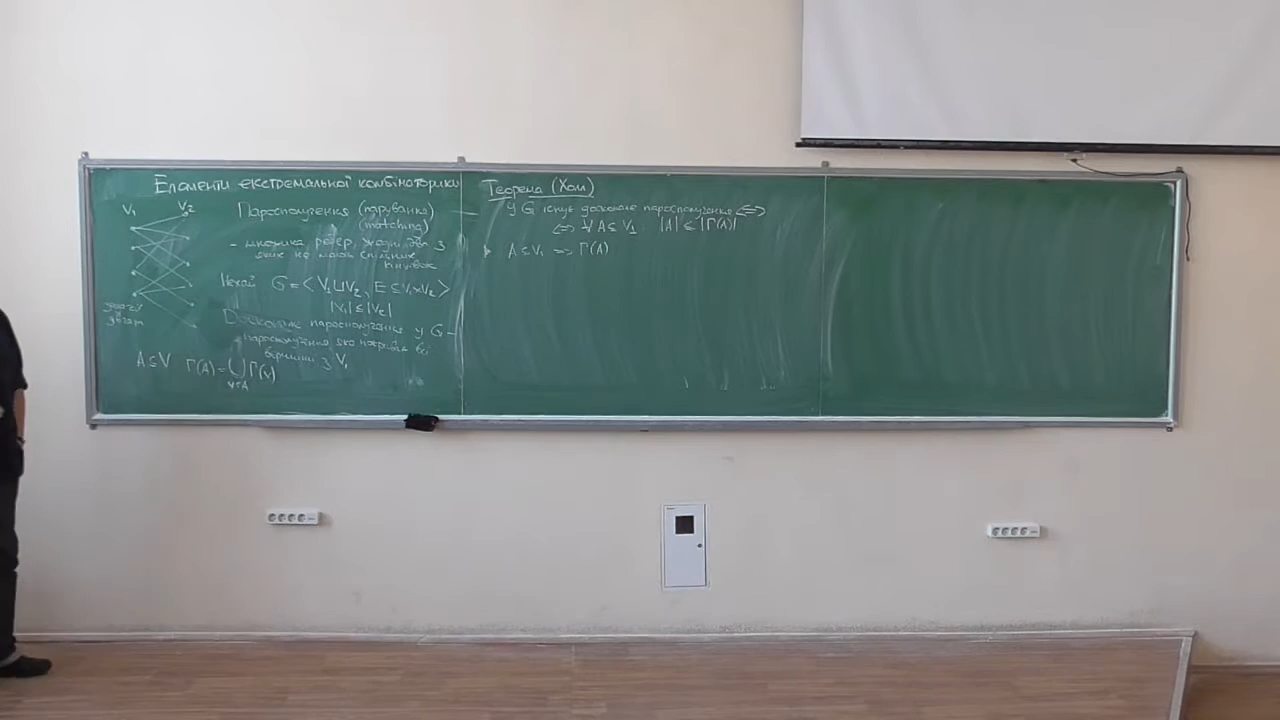 Елементи екстремальної комбінаторики
V₁ V₂
Паросполучення (парування)
(matching)
- множина ребер, жодні два з
яких не мають спільних
кінцівок
Нехай G = < V₁ ⊔ V₂, E ⊆ V₁×V₂ >
|V₁| ≤ |V₂|
Досконале паросполучення у G -
паросполучення яке покриває всі
вершини з V₁
A ⊆ V Γ(A) = ⋃ Γ(v)
v∈A
Теорема (Хол)
У G існує досконале паросполучення <=>
<=> ∀ A ⊆ V₁ |A| ≤ |Γ(A)|
A ⊆ V₁ => Γ(A)